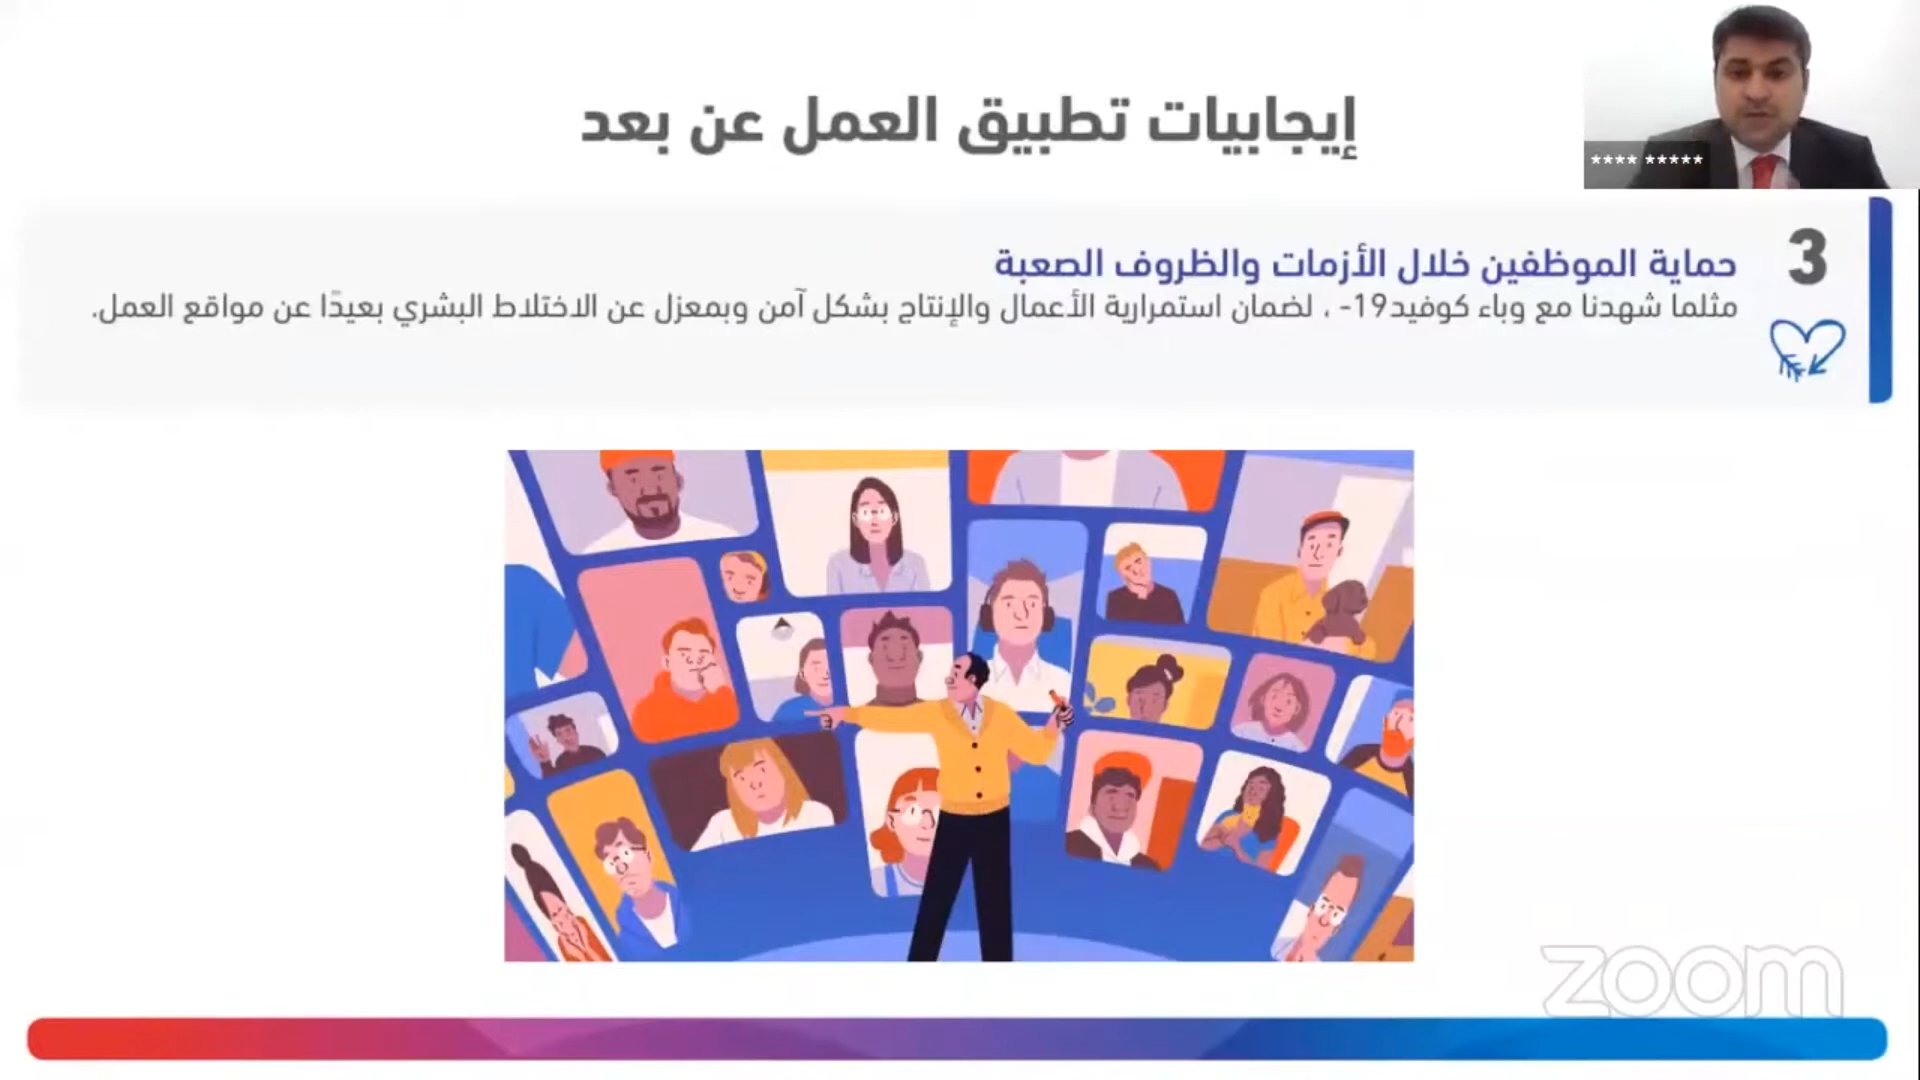 إيجابيات تطبيق العمل عن بعد
**** *****
3
حماية الموظفين خلال الأزمات والظروف الصعبة
مثلما شهدنا مع وباء كوفيد19- ، لضمان استمرارية الأعمال والإنتاج بشكل آمن وبمعزل عن الاختلاط البشري بعيدًا عن مواقع العمل.
zoom